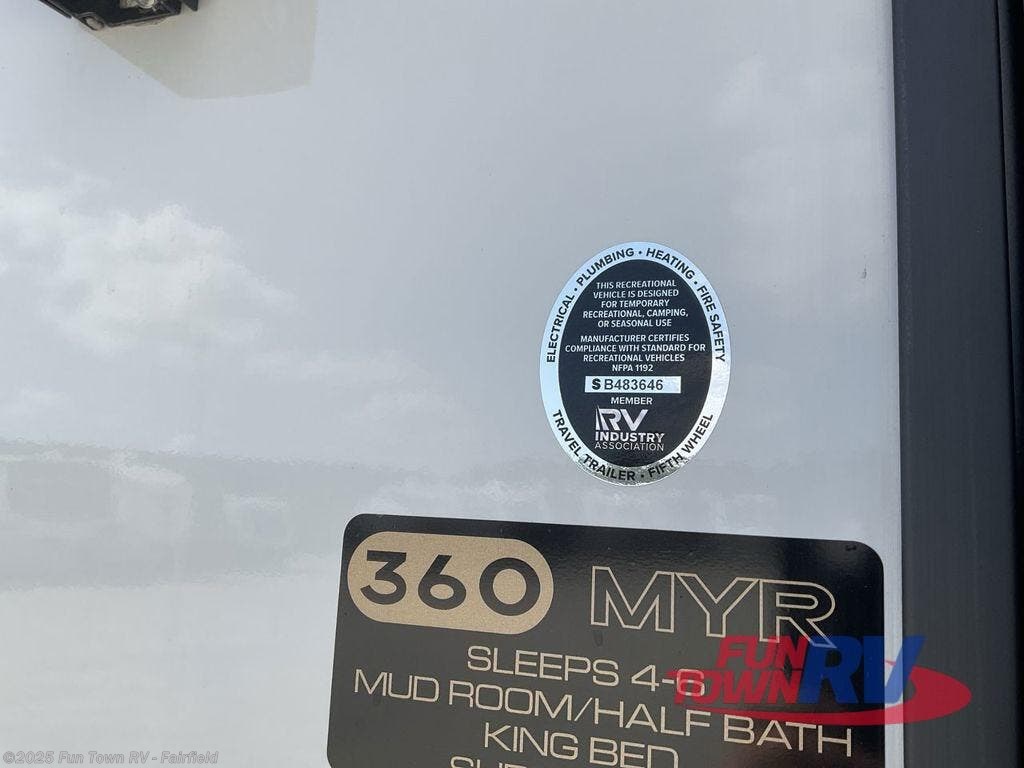 ELECTRICAL • PLUMBING • HEATING • FIRE SAFETY
THIS RECREATIONAL
VEHICLE IS DESIGNED
FOR TEMPORARY
RECREATIONAL, CAMPING,
OR SEASONAL USE
MANUFACTURER CERTIFIES
COMPLIANCE WITH STANDARD FOR
RECREATIONAL VEHICLES
NFPA 1192
S B483646
MEMBER
RV
INDUSTRY
ASSOCIATION
TRAVEL TRAILER • FIFTH WHEEL
360 MYR
SLEEPS 4-6
MUD ROOM/HALF BATH
KING BED
FUN
TOWN RV
©2025 Fun Town RV - Fairfield